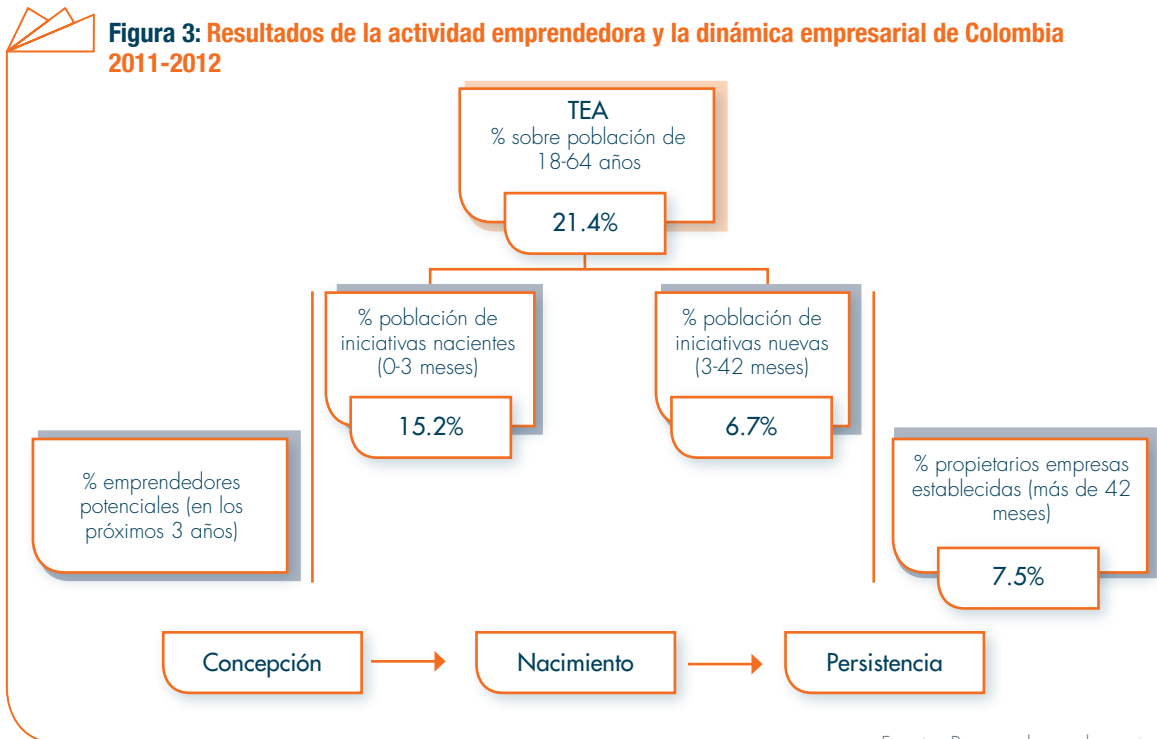 Figura 3: Resultados de la actividad emprendedora y la dinámica empresarial de Colombia
2011-2012
TEA
% sobre población de
18-64 años
21.4%
% población de
iniciativas nacientes
(0-3 meses)
15.2%
% población de
iniciativas nuevas
(3-42 meses)
6.7%
% emprendedores
potenciales (en los
próximos 3 años)
% propietarios empresas
establecidas (más de 42
meses)
7.5%
Concepción
Nacimiento
Persistencia